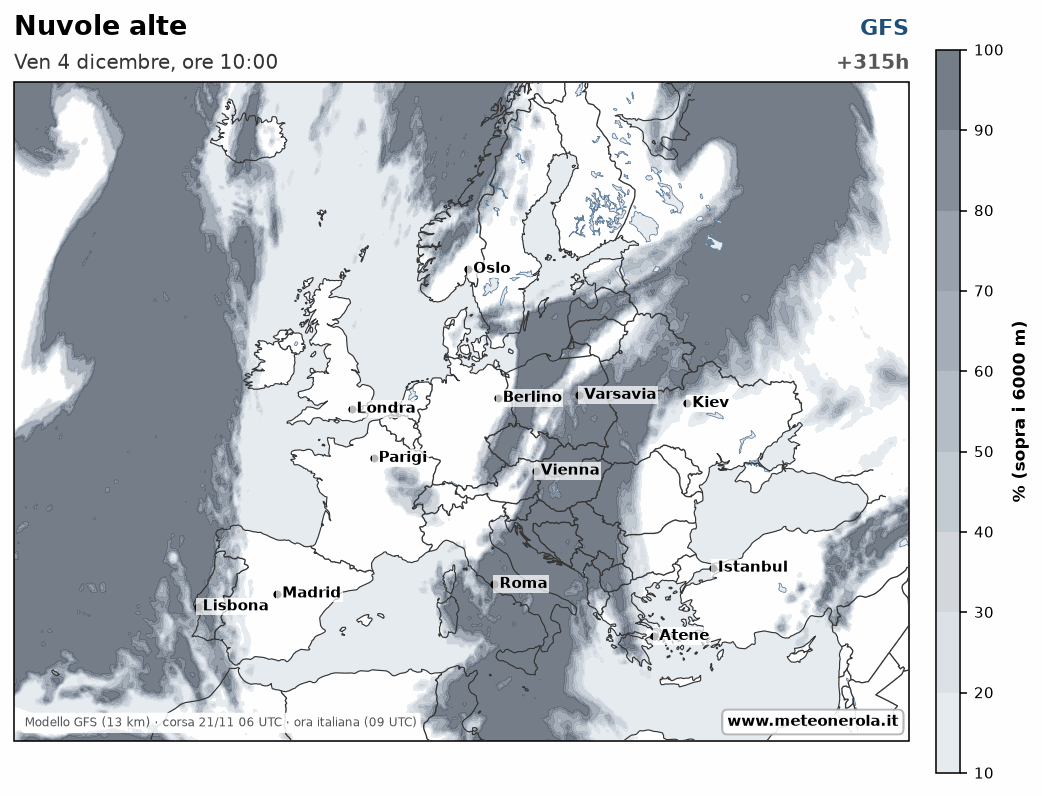 Nuvole alte
GFS
Ven 4 dicembre, ore 10:00
+315h
100
90
80
70
60
50
40
30
20
10
% (sopra i 6000 m)
Oslo
Londra
Berlino
Varsavia
Kiev
Parigi
Vienna
Istanbul
Roma
Madrid
Lisbona
Atene
Modello GFS (13 km) · corsa 21/11 06 UTC · ora italiana (09 UTC)
www.meteonerola.it